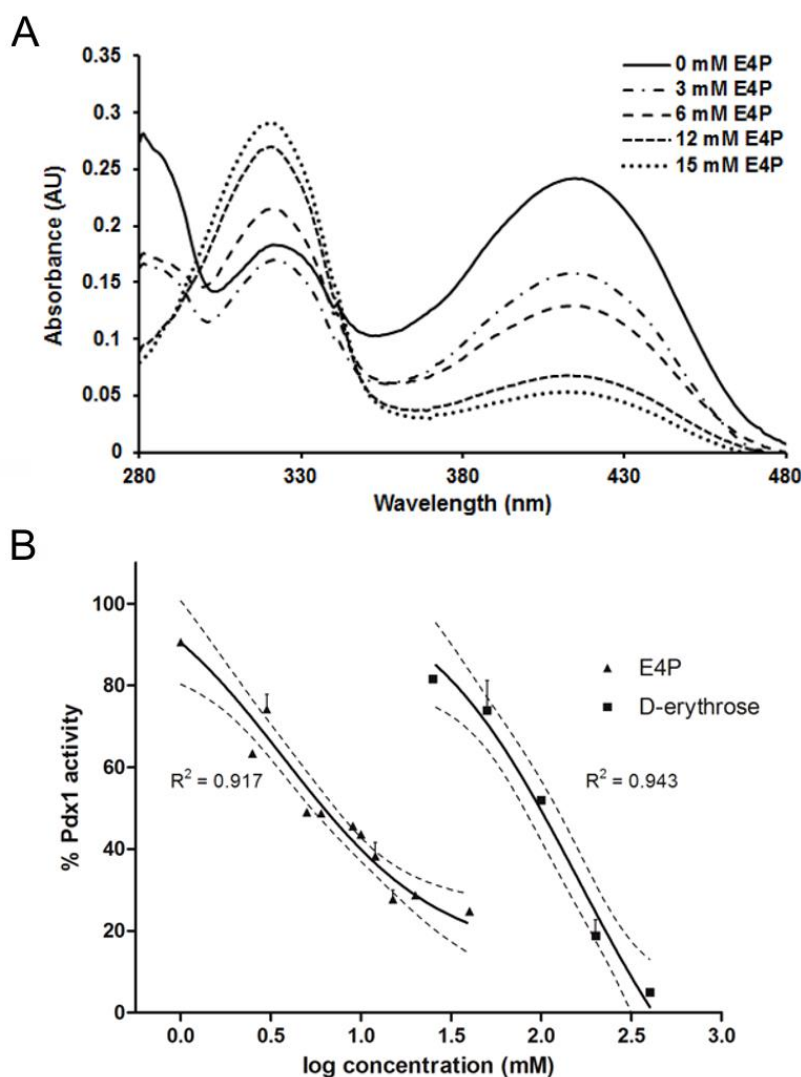 A
0.35
0.3
0.25
0.2
0.15
0.1
0.05
0
Absorbance (AU)
0 mM E4P
3 mM E4P
6 mM E4P
12 mM E4P
15 mM E4P
280 330 380 430 480
Wavelength (nm)
B
100
80
60
40
20
0
% Pdx1 activity
E4P
D-erythrose
R² = 0.917
R² = 0.943
0.0 0.5 1.0 1.5 2.0 2.5 3.0
log concentration (mM)